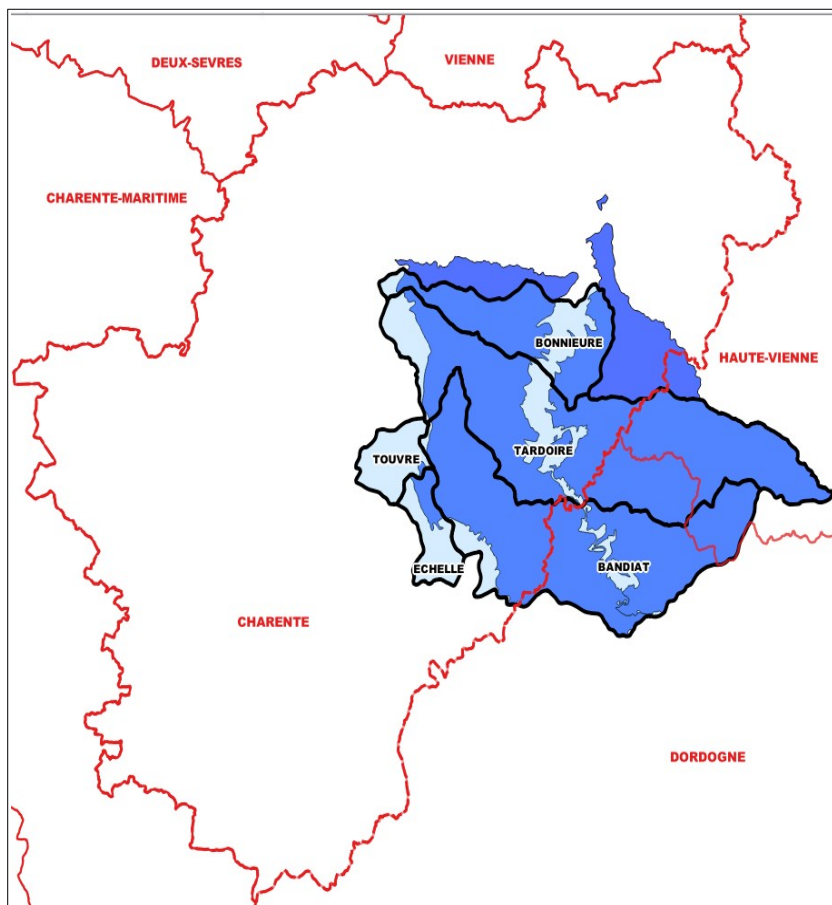 DEUX-SEVRES
VIENNE
CHARENTE-MARITIME
BONNIEURE
HAUTE-VIENNE
TARDOIRE
TOUVRE
ECHELLE
BANDIAT
CHARENTE
DORDOGNE